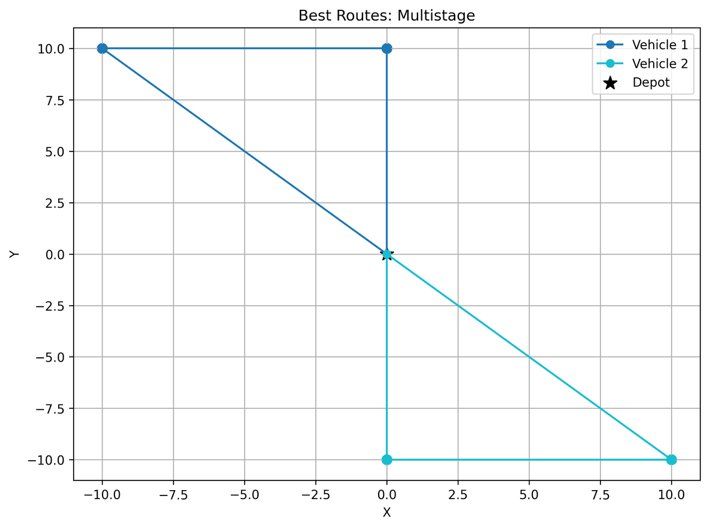 Best Routes: Multistage
Vehicle 1
Vehicle 2
Depot
10.0
7.5
5.0
2.5
0.0
−2.5
−5.0
−7.5
−10.0
Y
−10.0 −7.5 −5.0 −2.5 0.0 2.5 5.0 7.5 10.0
X